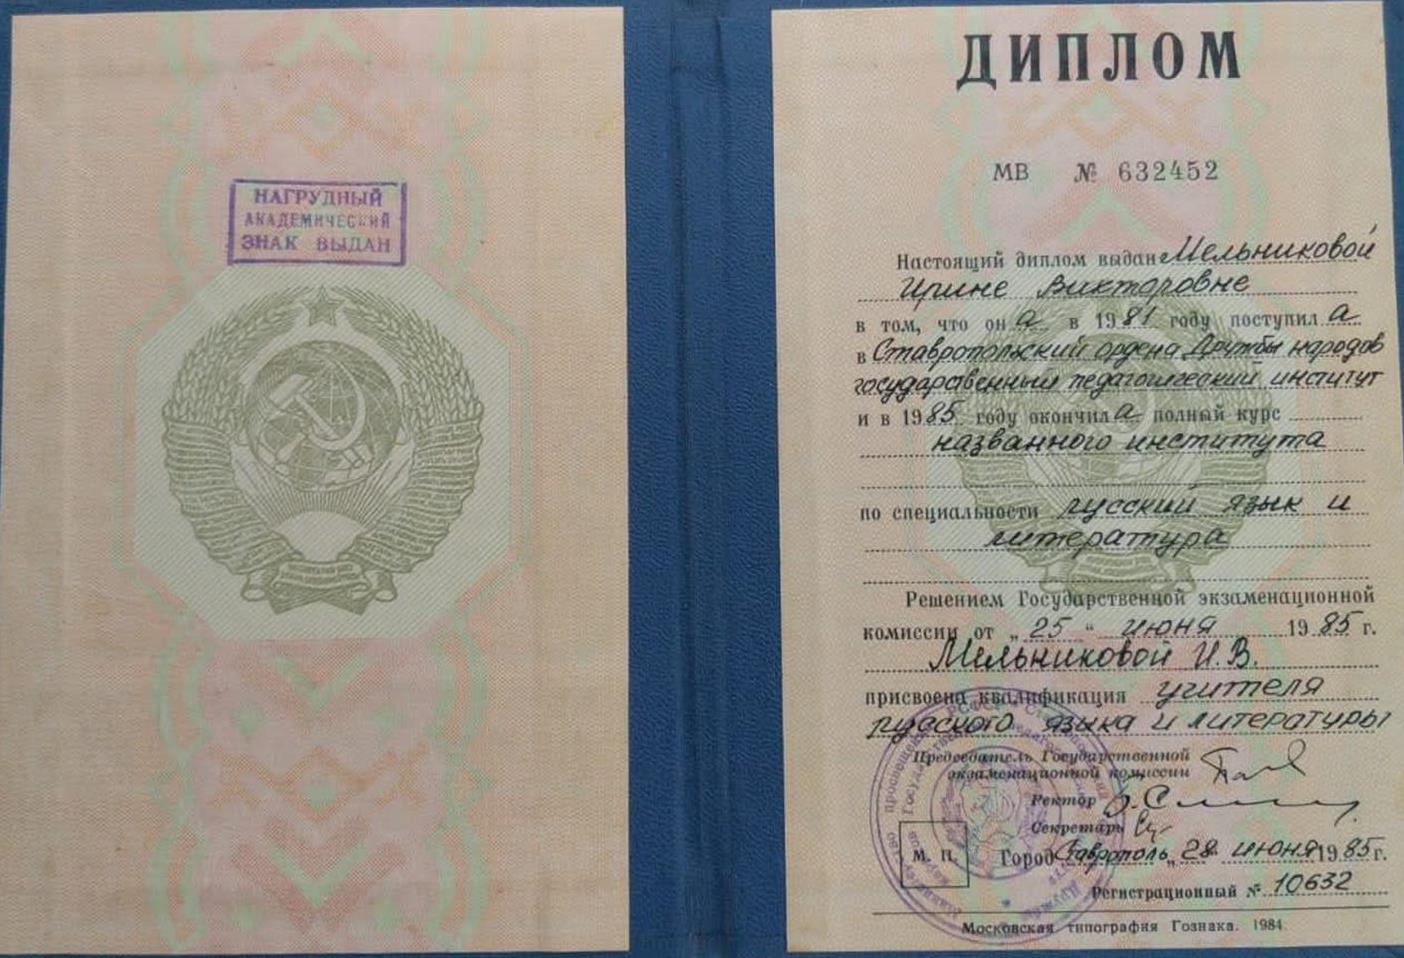 НАГРУДНЫЙ
АКАДЕМИЧЕСКИЙ
ЗНАК ВЫДАН
ДИПЛОМ
МВ № 632452
Настоящий диплом выдан Мельниковой
Ирине Викторовне
в том, что он а в 1981 году поступил а
в Ставропольский ордена Дружбы народов
государственный педагогический институт
и в 1985 году окончил а полный курс
названного института
по специальности русский язык и
литература
Решением Государственной экзаменационной
комиссии от „25" июня 1985 г.
Мельниковой И.В.
присвоена квалификация учителя
русского языка и литературы
Председатель Государственной
экзаменационной комиссии
Ректор
Секретарь
М. П. Город Ставрополь „28" июня 1985 г.
Регистрационный № 10632
Московская типография Гознака. 1984.